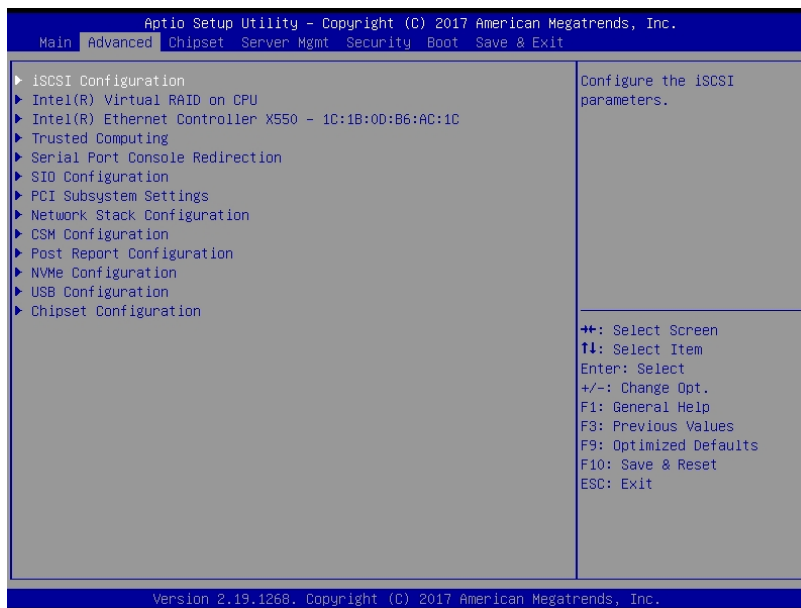 Aptio Setup Utility – Copyright (C) 2017 American Megatrends, Inc.
Main Advanced Chipset Server Mgmt Security Boot Save & Exit
iSCSI Configuration
Intel(R) Virtual RAID on CPU
Intel(R) Ethernet Controller X550 – 1C:1B:0D:B6:AC:1C
Trusted Computing
Serial Port Console Redirection
SIO Configuration
PCI Subsystem Settings
Network Stack Configuration
CSM Configuration
Post Report Configuration
NVMe Configuration
USB Configuration
Chipset Configuration
Configure the iSCSI
parameters.
→←: Select Screen
↑↓: Select Item
Enter: Select
+/-: Change Opt.
F1: General Help
F3: Previous Values
F9: Optimized Defaults
F10: Save & Reset
ESC: Exit
Version 2.19.1268. Copyright (C) 2017 American Megatrends, Inc.